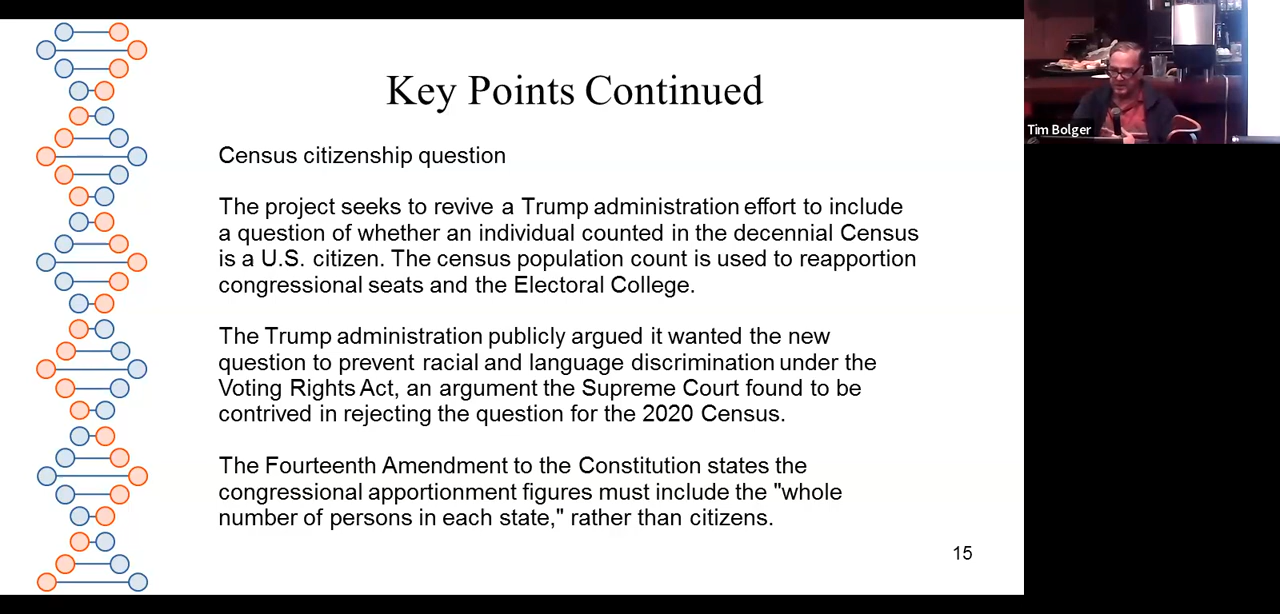 Key Points Continued
Census citizenship question
The project seeks to revive a Trump administration effort to include
a question of whether an individual counted in the decennial Census
is a U.S. citizen. The census population count is used to reapportion
congressional seats and the Electoral College.
The Trump administration publicly argued it wanted the new
question to prevent racial and language discrimination under the
Voting Rights Act, an argument the Supreme Court found to be
contrived in rejecting the question for the 2020 Census.
The Fourteenth Amendment to the Constitution states the
congressional apportionment figures must include the "whole
number of persons in each state," rather than citizens.
15
Tim Bolger